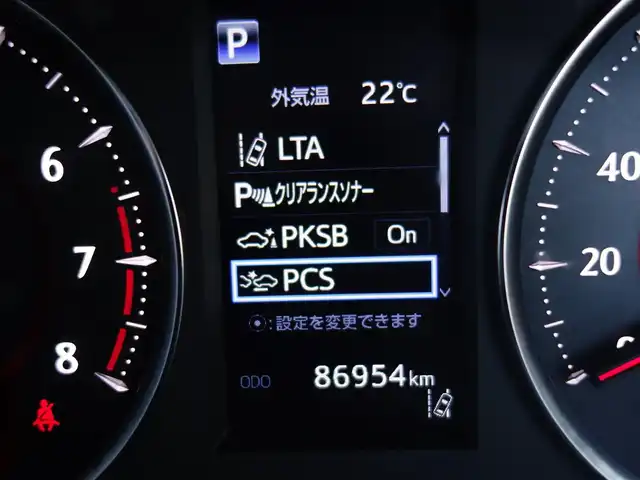 P
外気温 22℃
LTA
P クリアランスソナー
PKSB On
PCS
:設定を変更できます
ODO 86954km
6
7
8
40
20
0